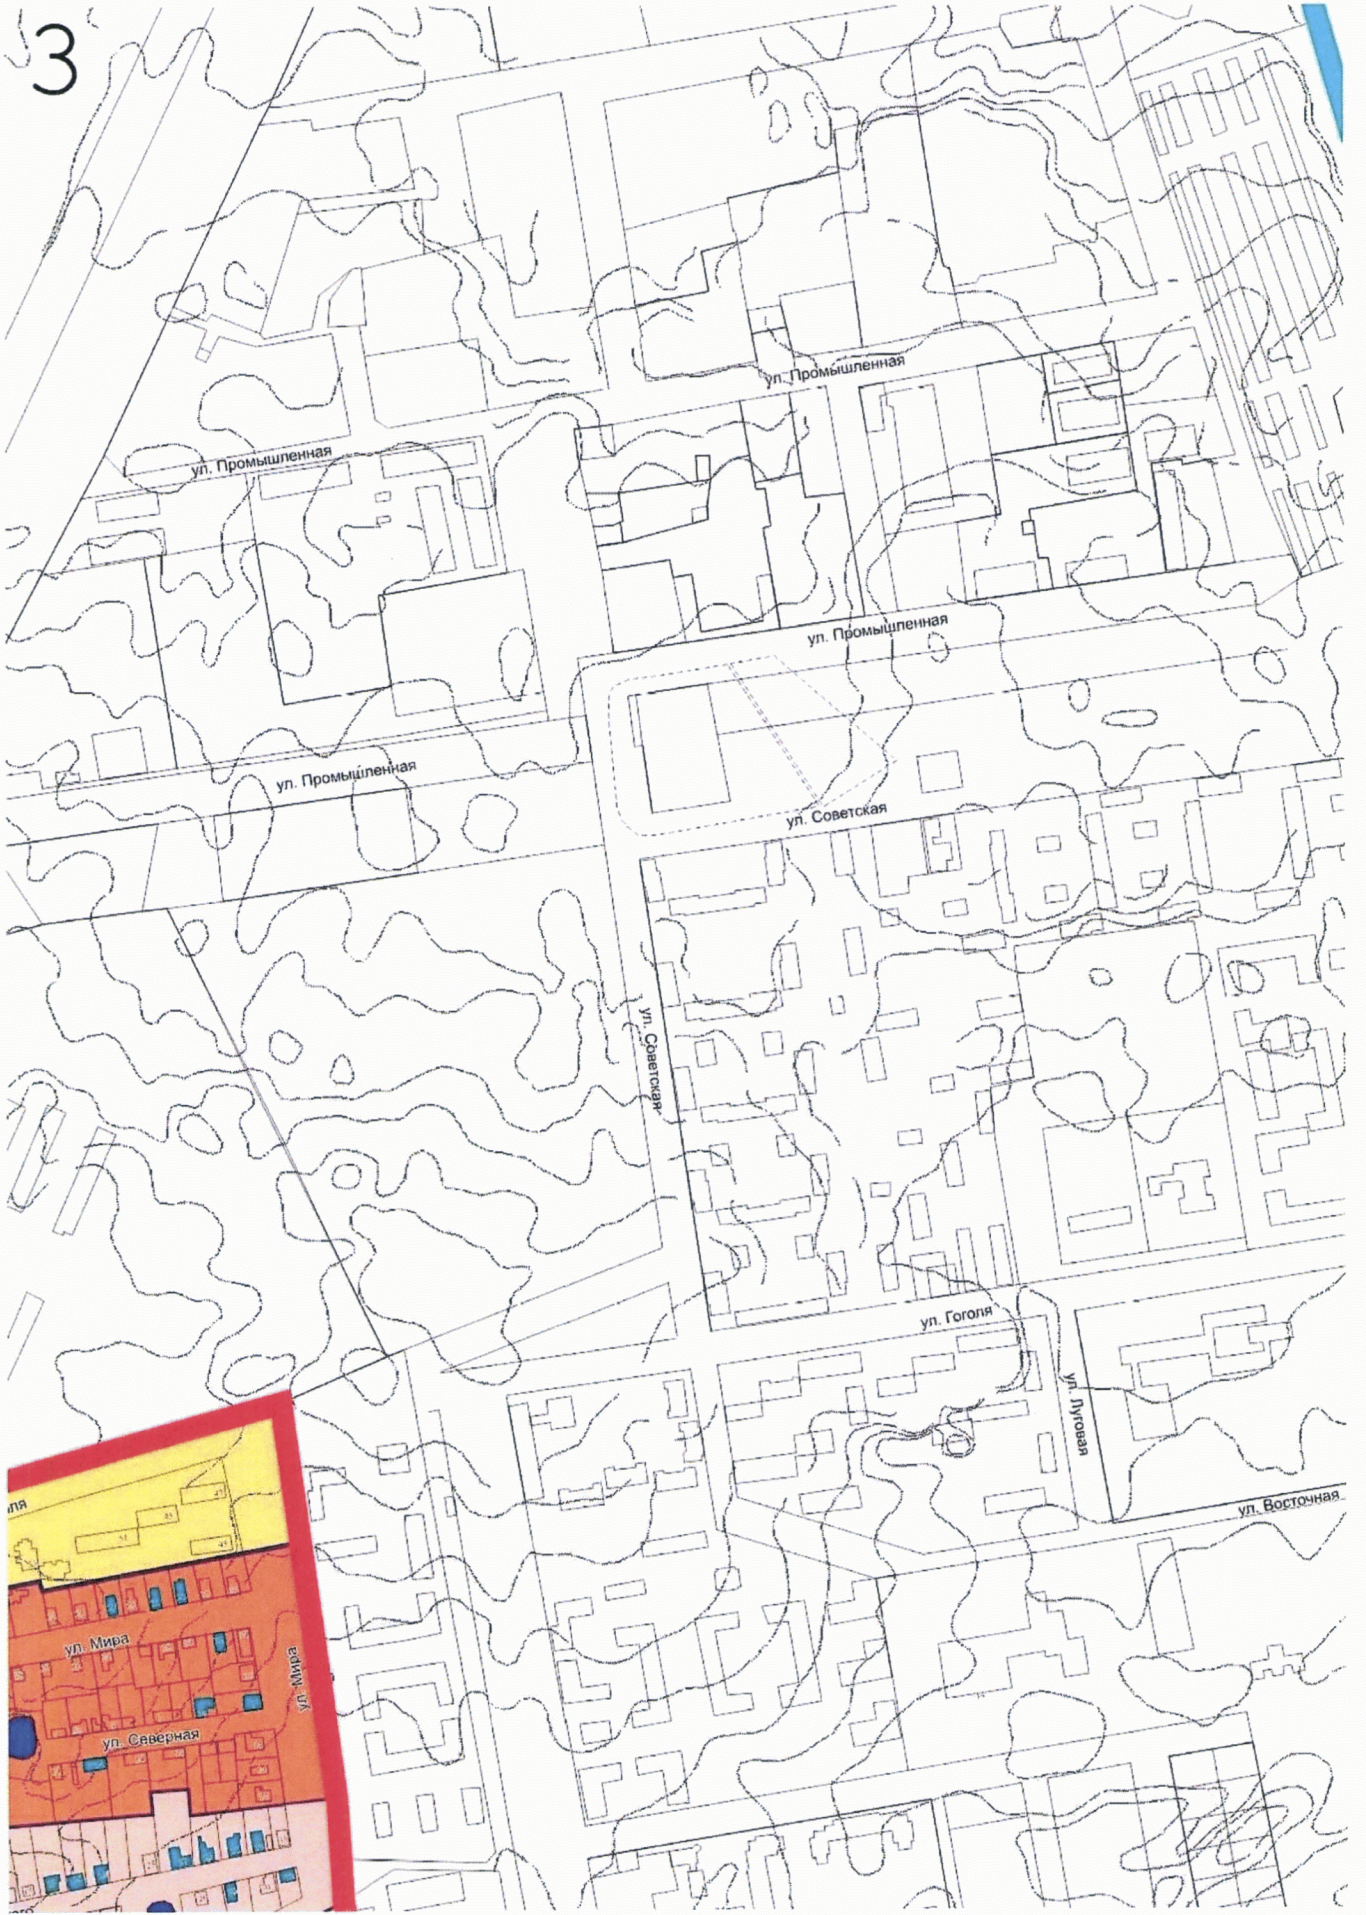 3
ул. Промышленная
ул. Промышленная
ул. Промышленная
ул. Промышленная
ул. Советская
ул. Советская
ул. Гоголя
ул. Луговая
ул. Восточная
ул. Мира
ул. Мира
ул. Северная